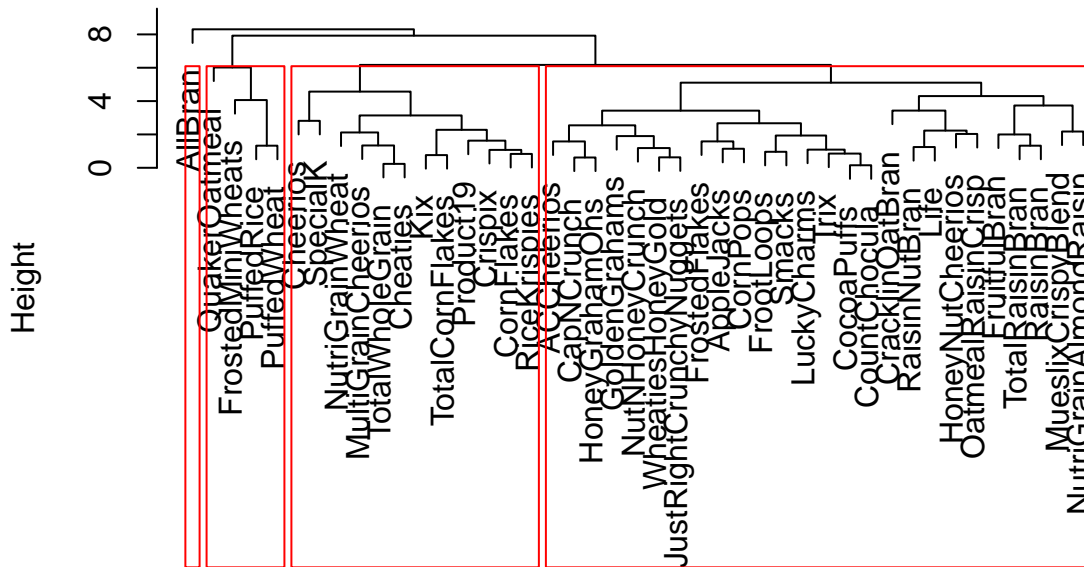 Height
8
4
0
AllBran
QuakerOatmeal
FrostedMiniWheats
PuffedRice
PuffedWheat
Cheerios
SpecialK
NutriGrainWheat
MultiGrainCheerios
TotalWholeGrain
Cheaties
Kix
TotalCornFlakes
Product19
Crispix
CornFlakes
RiceKrispies
ACCheerios
CapNCrunch
HoneyGrahamOhs
GoldenGrahams
NutNHoneyCrunch
WheatiesHoneyGold
JustRightCrunchyNuggets
FrostedFlakes
AppleJacks
CornPops
FrootLoops
Smacks
LuckyCharms
Trix
CocoaPuffs
CountChocula
CracklinOatBran
RaisinNutBran
Life
HoneyNutCheerios
OatmealRaisinCrisp
FruitfulBran
TotalRaisinBran
RaisinBran
MueslixCrispyBlend
NutriGrainAlmondRaisin